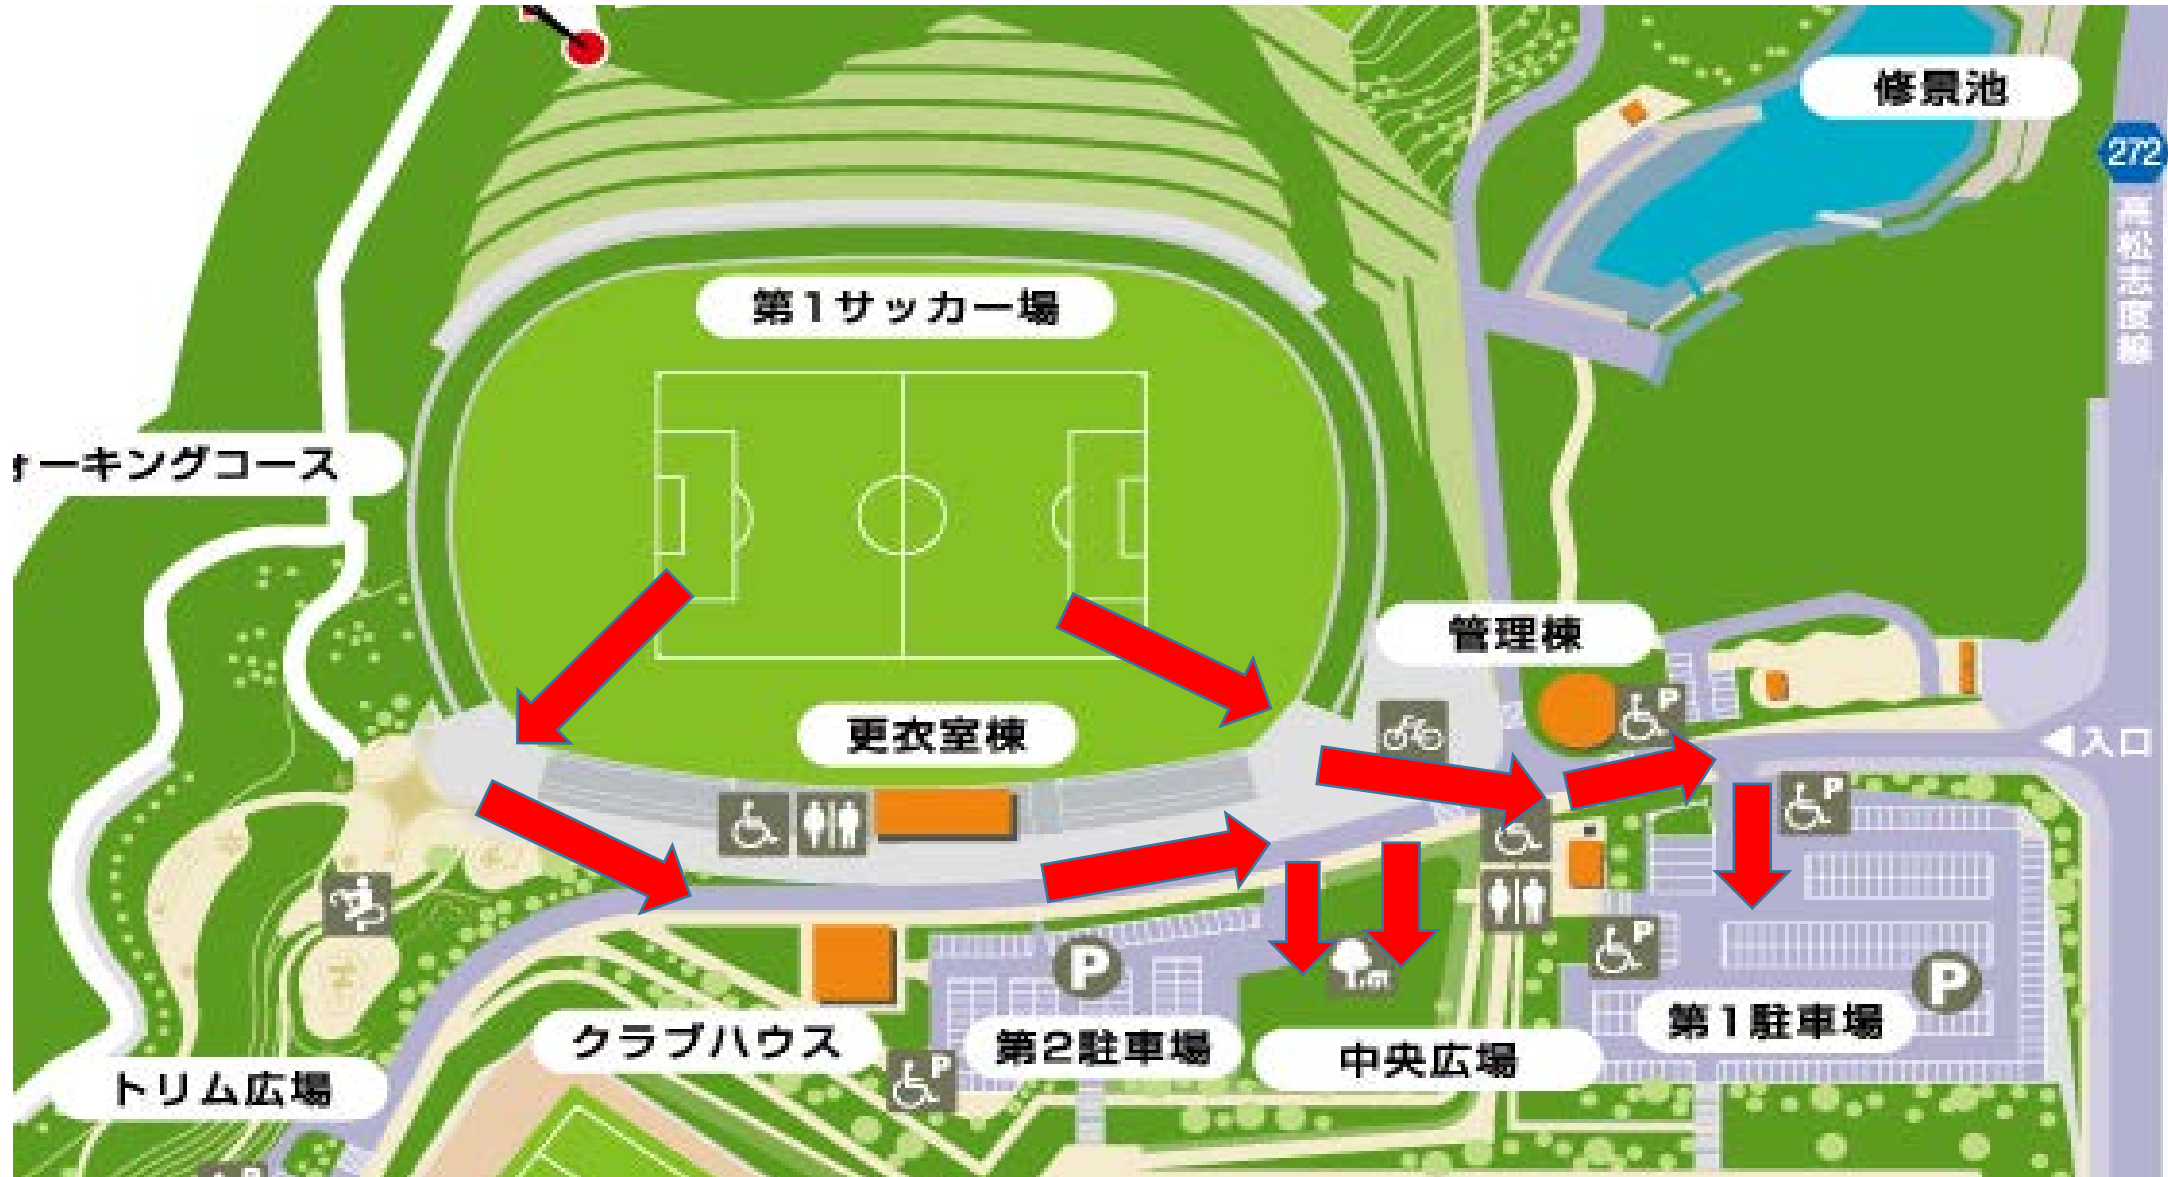 修景池
272
高松志度線
第1サッカー場
ォーキングコース
管理棟
P
更衣室棟
入口
P
P
P
P
第1駐車場
クラブハウス
第2駐車場
中央広場
P
トリム広場
P